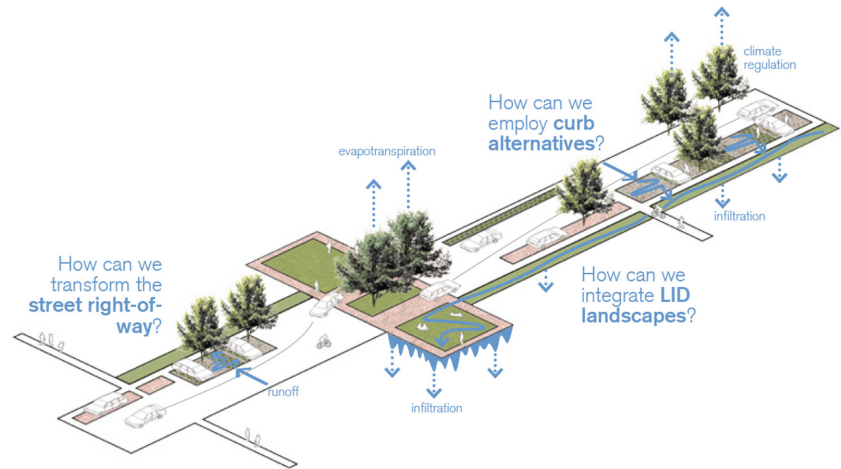 climate
regulation
How can we
employ curb
alternatives?
evapotranspiration
infiltration
How can we
transform the
street right-of-
way?
How can we
integrate LID
landscapes?
runoff
infiltration